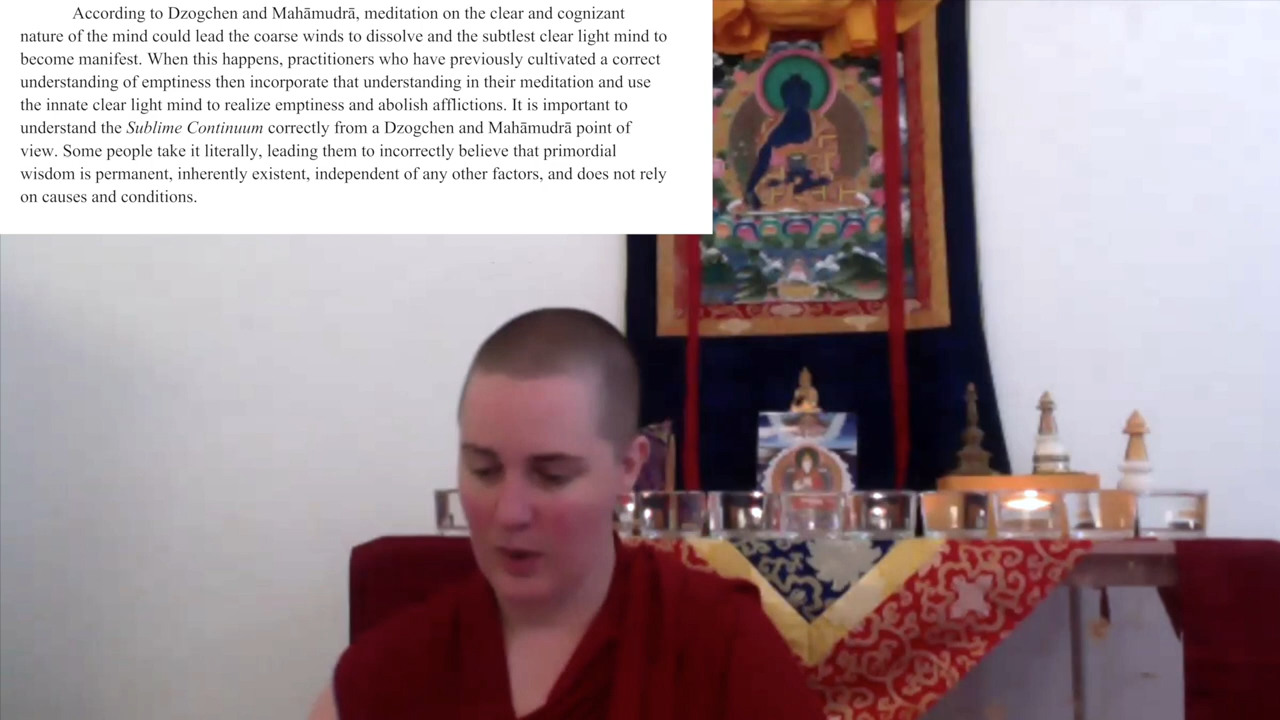 According to Dzogchen and Mahāmudrā, meditation on the clear and cognizant
nature of the mind could lead the coarse winds to dissolve and the subtlest clear light mind to
become manifest. When this happens, practitioners who have previously cultivated a correct
understanding of emptiness then incorporate that understanding in their meditation and use
the innate clear light mind to realize emptiness and abolish afflictions. It is important to
understand the Sublime Continuum correctly from a Dzogchen and Mahāmudrā point of
view. Some people take it literally, leading them to incorrectly believe that primordial
wisdom is permanent, inherently existent, independent of any other factors, and does not rely
on causes and conditions.